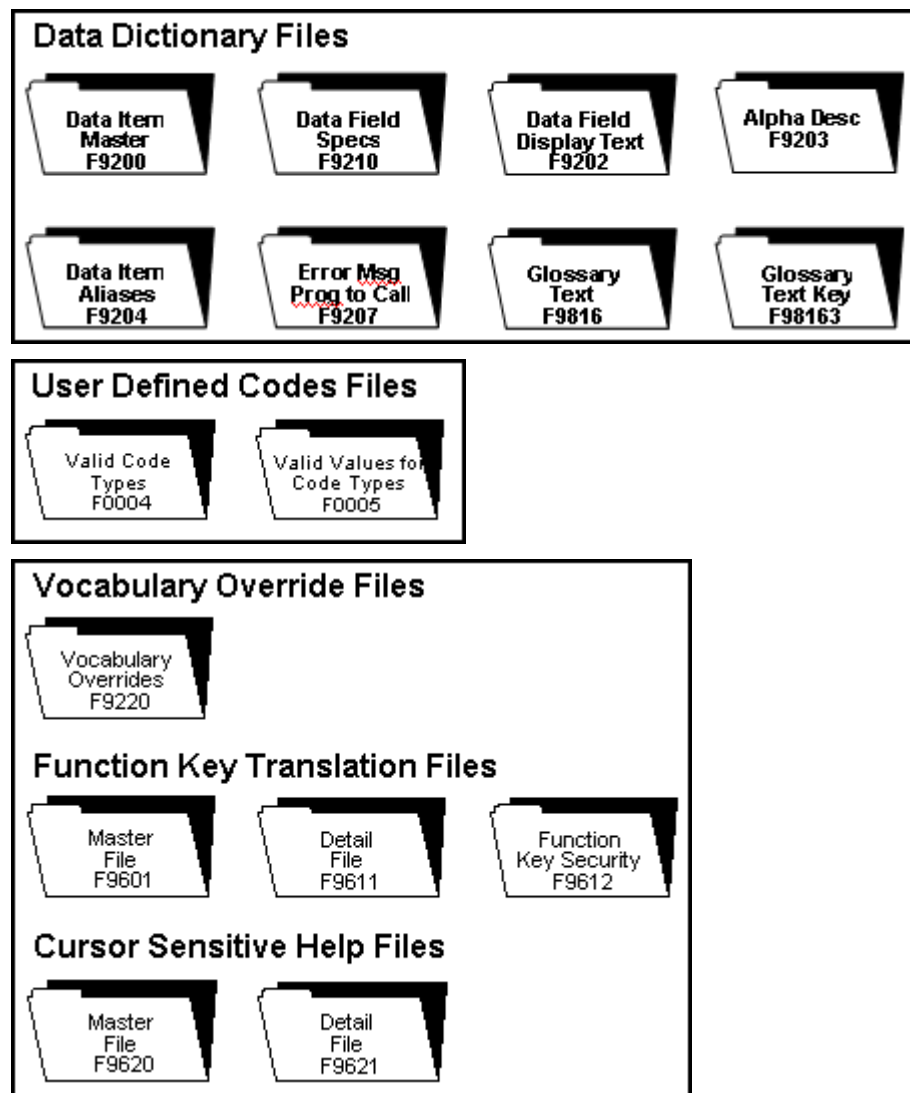 Data Dictionary Files
Data Item
Master
F9200
Data Field
Specs
F9210
Data Field
Display Text
F9202
Alpha Desc
F9203
Data Item
Aliases
F9204
Error Msg
Prog to Call
F9207
Glossary
Text
F9816
Glossary
Text Key
F98163
User Defined Codes Files
Valid Code
Types
F0004
Valid Values for
Code Types
F0005
Vocabulary Override Files
Vocabulary
Overrides
F9220
Function Key Translation Files
Master
File
F9601
Detail
File
F9611
Function
Key Security
F9612
Cursor Sensitive Help Files
Master
File
F9620
Detail
File
F9621